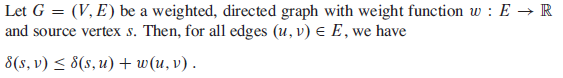 Let G = (V, E) be a weighted, directed graph with weight function w : E → ℝ
and source vertex s. Then, for all edges (u, v) ∈ E, we have
δ(s, v) ≤ δ(s, u) + w(u, v) .